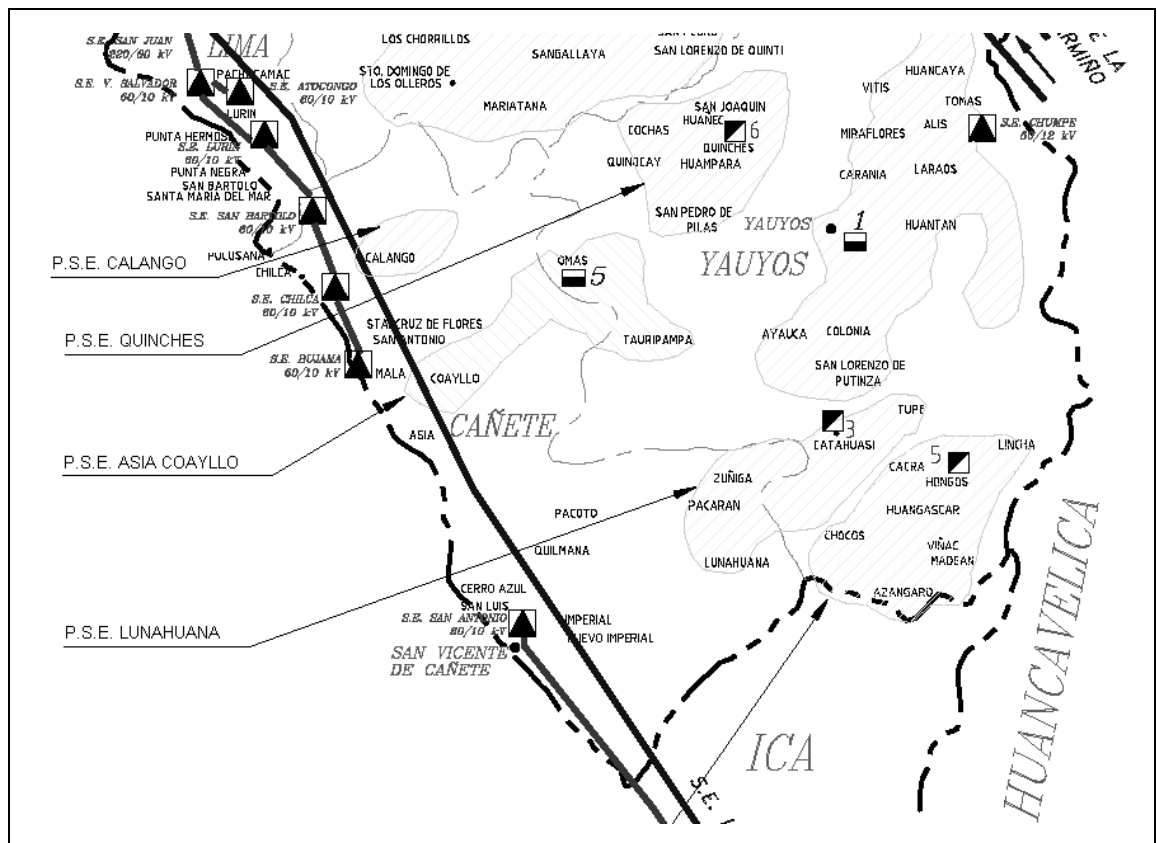 S.E. SAN JUAN
220/60 kV
LIMA
S.E. V. SALVADOR
60/10 kV
PACHACAMAC
S.E. ATOCONGO
60/10 kV
LURIN
PUNTA HERMOSA
S.E. LURIN
60/10 kV
PUNTA NEGRA
SAN BARTOLO
SANTA MARIA DEL MAR
S.E. SAN BARTOLO
60/10 kV
PUCUSANA
CHILCA
S.E. CHILCA
60/10 kV
CALANGO
STA.CRUZ DE FLORES
SAN ANTONIO
S.E. BUJAMA
60/10 kV
MALA
COAYLLO
ASIA
CAÑETE
LOS CHORRILLOS
STO. DOMINGO DE
LOS OLLEROS
SANGALLAYA
SAN LORENZO DE QUINTI
MARIATANA
SAN JOAQUIN
HUAÑEC
6
COCHAS
QUINCHES
QUINOCAY
HUAMPARA
SAN PEDRO DE
PILAS
OMAS
5
TAURIPAMPA
HUANCAYA
VITIS
TOMAS
MIRAFLORES
ALIS
S.E. CHUMPE
60/12 kV
LARAOS
CARANIA
YAUYOS
1
HUANTAN
YAUYOS
AYAUCA
COLONIA
SAN LORENZO DE
PUTINZA
TUPE
3
CATAHUASI
LINCHA
CACRA
5
HONGOS
HUANGASCAR
ZUÑIGA
PACARAN
CHOCOS
VIÑAC
MADEAN
LUNAHUANA
AZANGARO
PACOTO
QUILMANA
CERRO AZUL
SAN LUIS
S.E. SAN ANTONIO
60/10 kV
IMPERIAL
NUEVO IMPERIAL
SAN VICENTE
DE CAÑETE
ICA
HUANCAVELICA
S.E.
P.S.E. CALANGO
P.S.E. QUINCHES
P.S.E. ASIA COAYLLO
P.S.E. LUNAHUANA